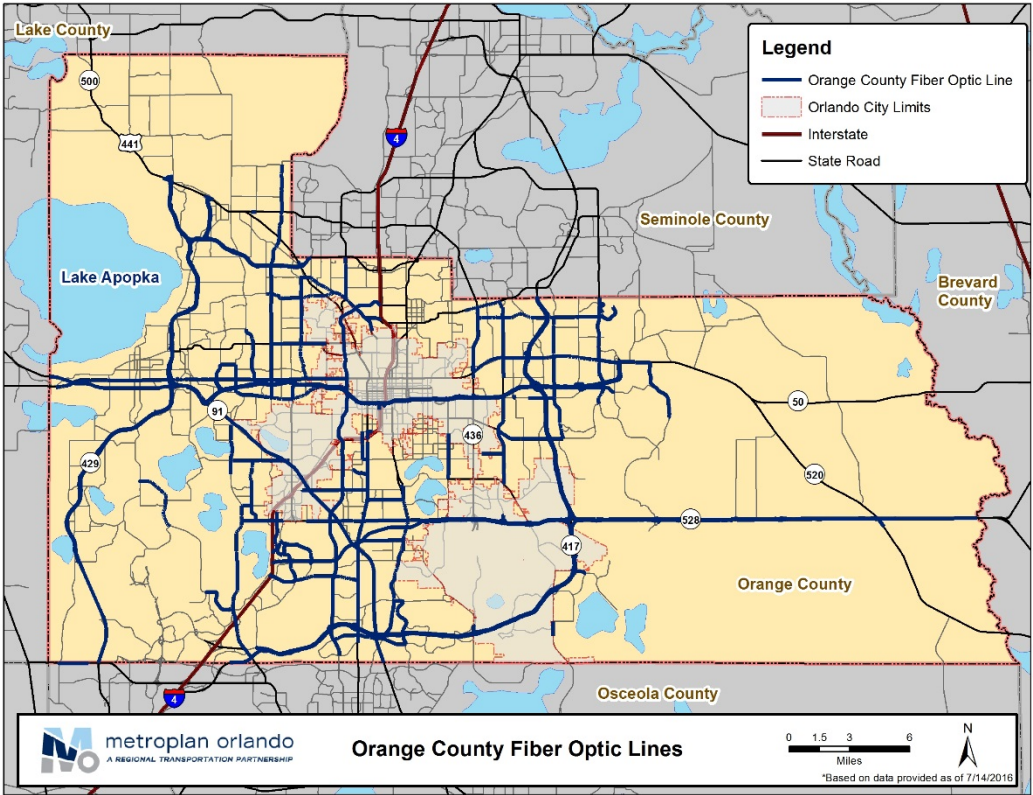 Lake County
500
441
4
Legend
Orange County Fiber Optic Line
Orlando City Limits
Interstate
State Road
Seminole County
Lake Apopka
Brevard
County
91
50
436
429
520
528
417
Orange County
4
Osceola County
metroplan orlando
A REGIONAL TRANSPORTATION PARTNERSHIP
Orange County Fiber Optic Lines
0 1.5 3 6
Miles
N
*Based on data provided as of 7/14/2016